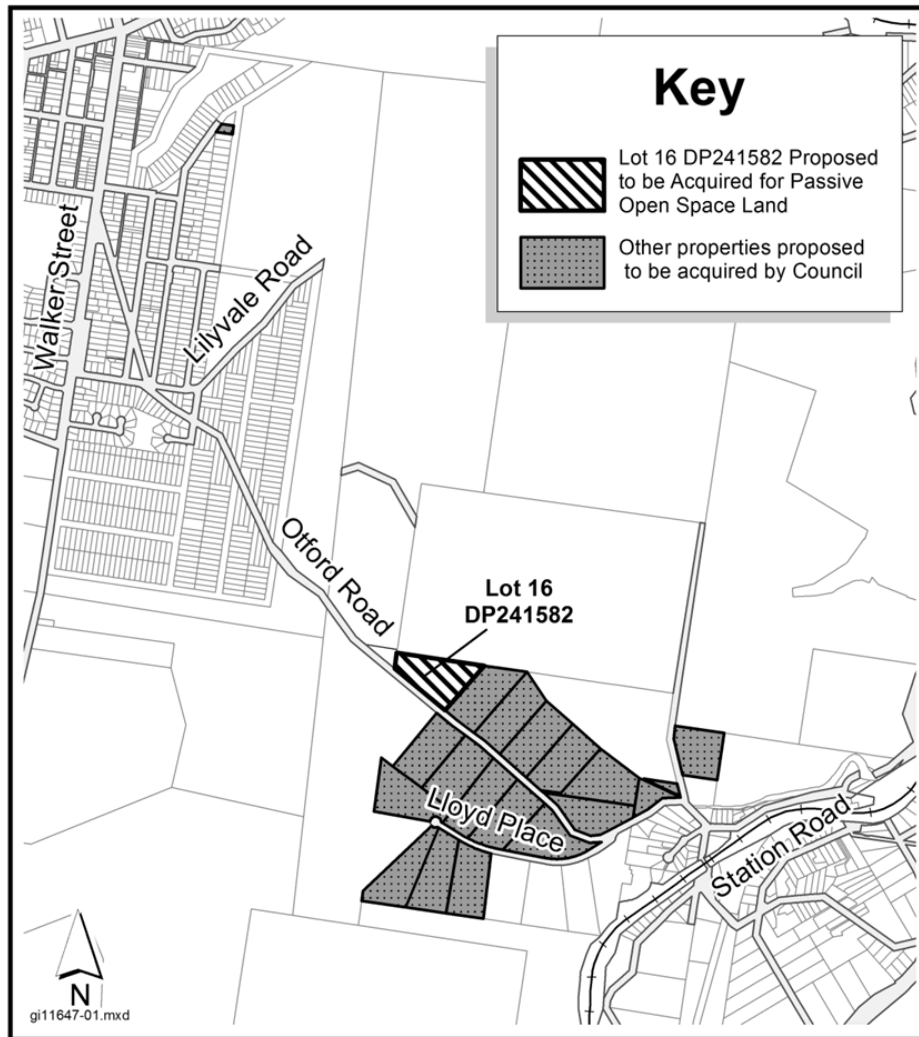 Key
Lot 16 DP241582 Proposed
to be Acquired for Passive
Open Space Land
Other properties proposed
to be acquired by Council
Walker Street
Lilyvale Road
Otford Road
Lot 16
DP241582
Lloyd Place
Station Road
N
gi11647-01.mxd